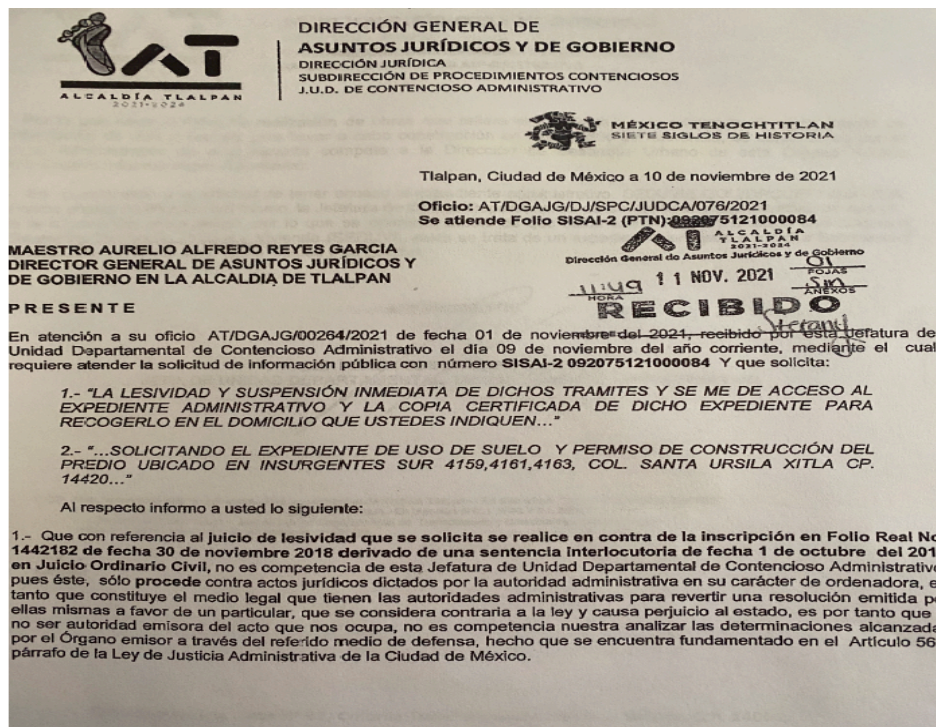 AT
ALCALDÍA TLALPAN
2021-2024
DIRECCIÓN GENERAL DE
ASUNTOS JURÍDICOS Y DE GOBIERNO
DIRECCIÓN JURÍDICA
SUBDIRECCIÓN DE PROCEDIMIENTOS CONTENCIOSOS
J.U.D. DE CONTENCIOSO ADMINISTRATIVO
MÉXICO TENOCHTITLAN
SIETE SIGLOS DE HISTORIA
Tlalpan, Ciudad de México a 10 de noviembre de 2021
Oficio: AT/DGAJG/DJ/SPC/JUDCA/076/2021
Se atiende Folio SISAI-2 (PTN):092075121000084
AT ALCALDÍA
TLALPAN
2021-2024
Dirección General de Asuntos Jurídicos y de Gobierno
11:49 11 NOV. 2021 01
HORA FOJAS
Sin
ANEXOS
RECIBIDO
Stefany
MAESTRO AURELIO ALFREDO REYES GARCIA
DIRECTOR GENERAL DE ASUNTOS JURÍDICOS Y
DE GOBIERNO EN LA ALCALDIA DE TLALPAN
PRESENTE
En atención a su oficio AT/DGAJG/00264/2021 de fecha 01 de noviembre del 2021, recibido por esta Jefatura de
Unidad Departamental de Contencioso Administrativo el día 09 de noviembre del año corriente, mediante el cual
requiere atender la solicitud de información pública con número SISAI-2 092075121000084 Y que solicita:
1.- "LA LESIVIDAD Y SUSPENSIÓN INMEDIATA DE DICHOS TRAMITES Y SE ME DE ACCESO AL
EXPEDIENTE ADMINISTRATIVO Y LA COPIA CERTIFICADA DE DICHO EXPEDIENTE PARA
RECOGERLO EN EL DOMICILIO QUE USTEDES INDIQUEN..."
2.- "...SOLICITANDO EL EXPEDIENTE DE USO DE SUELO Y PERMISO DE CONSTRUCCIÓN DEL
PREDIO UBICADO EN INSURGENTES SUR 4159,4161,4163, COL. SANTA URSILA XITLA CP.
14420..."
Al respecto informo a usted lo siguiente:
1.- Que con referencia al juicio de lesividad que se solicita se realice en contra de la inscripción en Folio Real No
1442182 de fecha 30 de noviembre 2018 derivado de una sentencia interlocutoria de fecha 1 de octubre del 201
en Juicio Ordinario Civil, no es competencia de esta Jefatura de Unidad Departamental de Contencioso Administrativo
pues éste, sólo procede contra actos jurídicos dictados por la autoridad administrativa en su carácter de ordenadora, e
tanto que constituye el medio legal que tienen las autoridades administrativas para revertir una resolución emitida po
ellas mismas a favor de un particular, que se considera contraria a la ley y causa perjuicio al estado, es por tanto que
no ser autoridad emisora del acto que nos ocupa, no es competencia nuestra analizar las determinaciones alcanzada
por el Órgano emisor a través del referido medio de defensa, hecho que se encuentra fundamentado en el Artículo 56
párrafo de la Ley de Justicia Administrativa de la Ciudad de México.